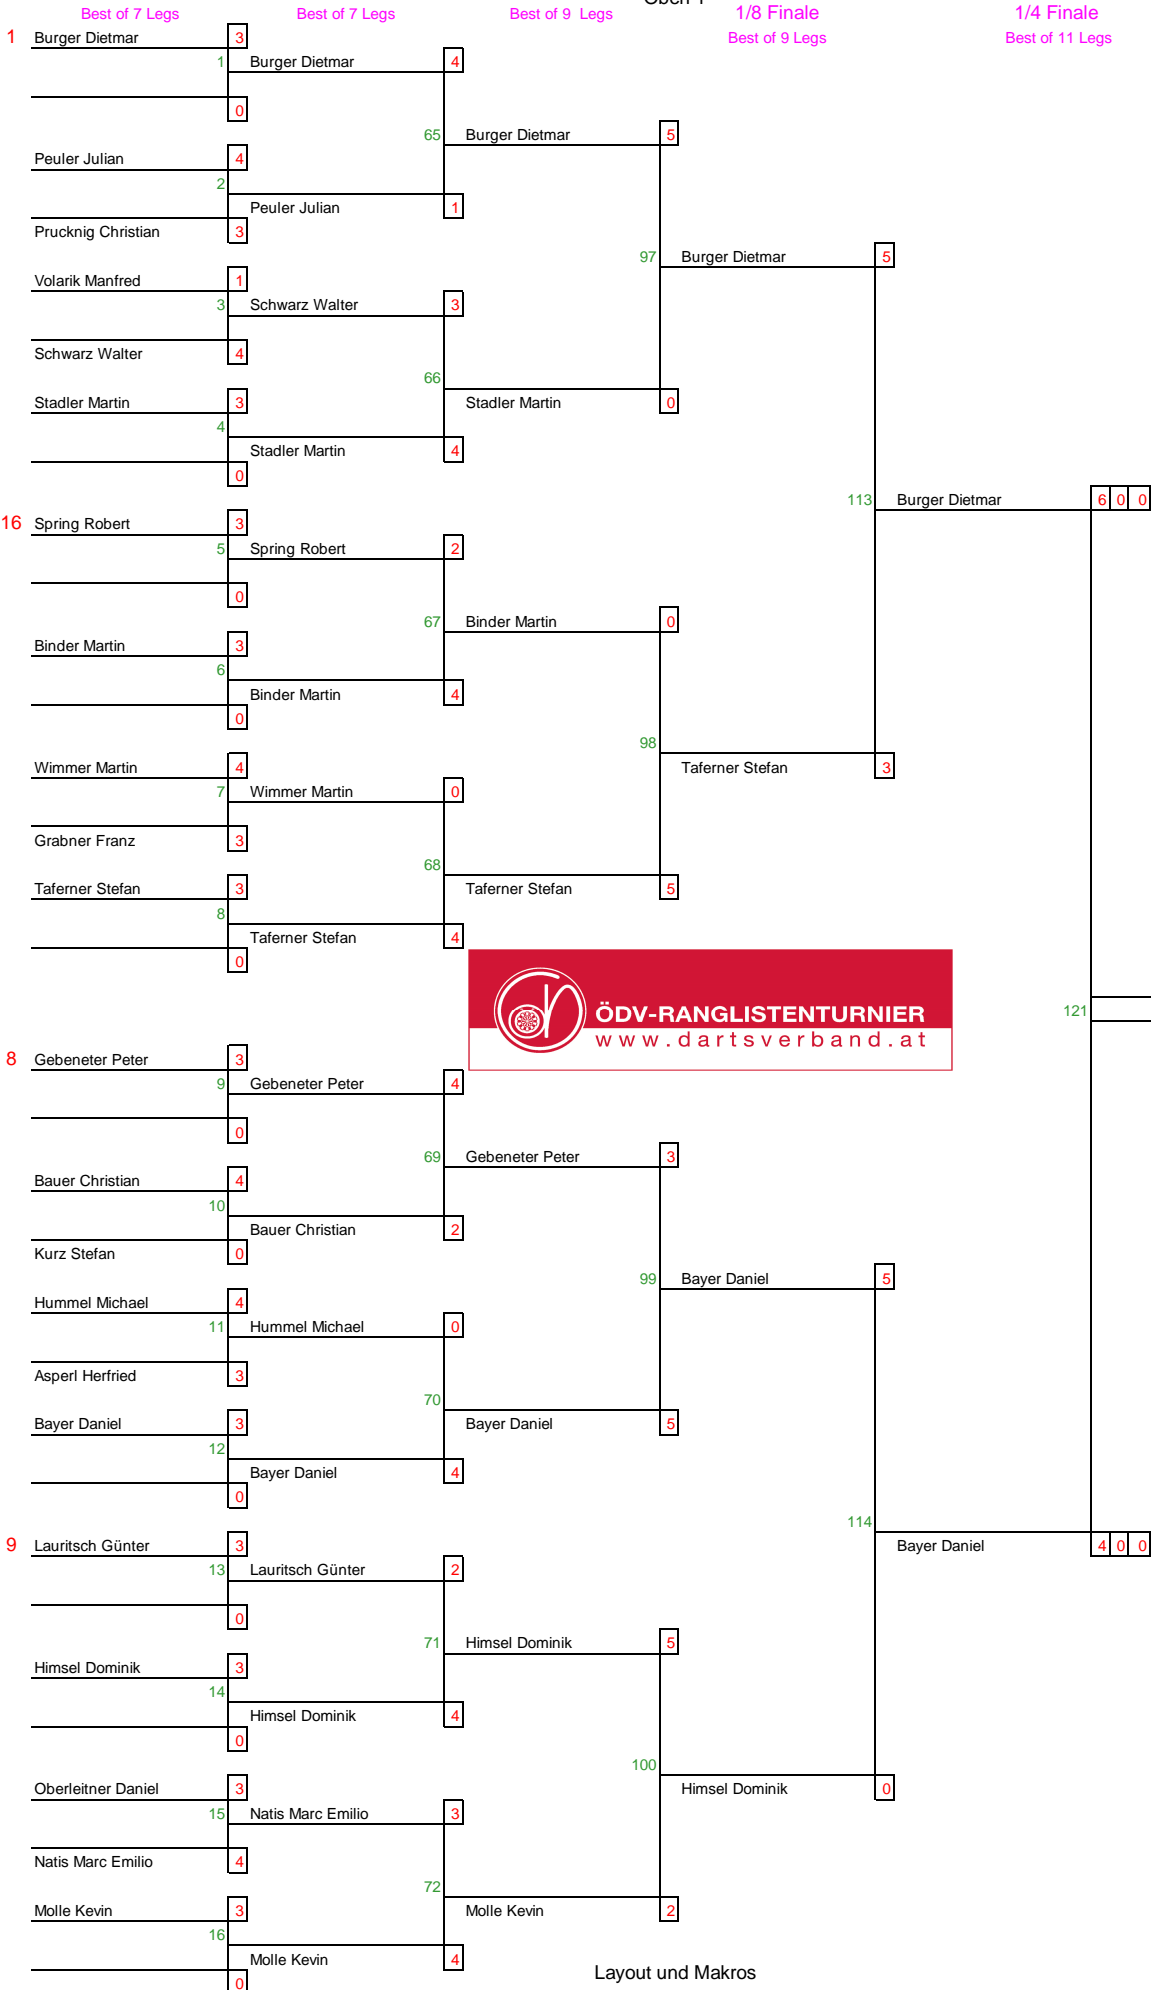 Best of 7 Legs
Best of 7 Legs
Best of 9 Legs
1/8 Finale
Best of 9 Legs
1/4 Finale
Best of 11 Legs
1 Burger Dietmar 3
1
0
Peuler Julian 4
2
Prucknig Christian 3
Volarik Manfred 1
3
Schwarz Walter 4
Stadler Martin 3
4
0
16 Spring Robert 3
5
0
Binder Martin 3
6
0
Wimmer Martin 4
7
Grabner Franz 3
Taferner Stefan 3
8
0
8 Gebeneter Peter 3
9
0
Bauer Christian 4
10
Kurz Stefan 0
Hummel Michael 4
11
Asperl Herfried 3
Bayer Daniel 3
12
0
9 Lauritsch Günter 3
13
0
Himsel Dominik 3
14
0
Oberleitner Daniel 3
15
Natis Marc Emilio 4
Molle Kevin 3
16
0
Burger Dietmar 4
65
Peuler Julian 1
Schwarz Walter 3
66
Stadler Martin 4
Spring Robert 2
67
Binder Martin 4
Wimmer Martin 0
68
Taferner Stefan 4
Gebeneter Peter 4
69
Bauer Christian 2
Hummel Michael 0
70
Bayer Daniel 4
Lauritsch Günter 2
71
Himsel Dominik 4
Natis Marc Emilio 3
72
Molle Kevin 4
Burger Dietmar 5
97
Stadler Martin 0
Binder Martin 0
98
Taferner Stefan 5
ÖDV-RANGLISTENTURNIER
www.dartsverband.at
Gebeneter Peter 3
99
Bayer Daniel 5
Himsel Dominik 5
100
Molle Kevin 2
Burger Dietmar 5
113
Taferner Stefan 3
Bayer Daniel 5
114
Himsel Dominik 0
Burger Dietmar 6 0 0
121
Bayer Daniel 4 0 0
Layout und Makros